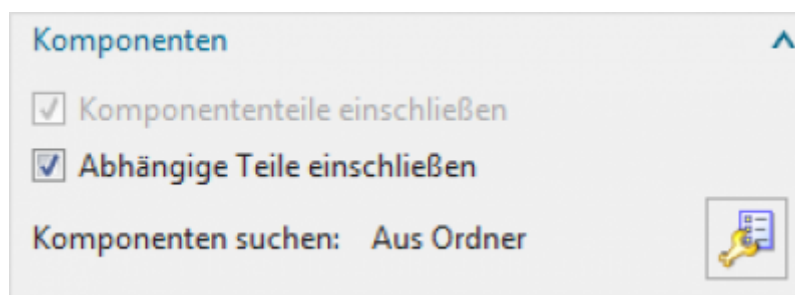 Komponenten
Komponententeile einschließen
Abhängige Teile einschließen
Komponenten suchen: Aus Ordner